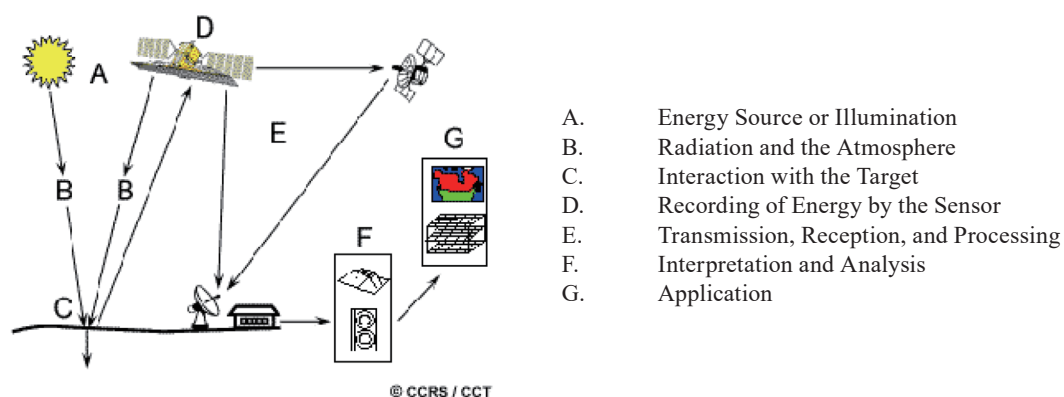 D
A
E
B
B
G
F
C
© CCRS / CCT
A. Energy Source or Illumination
B. Radiation and the Atmosphere
C. Interaction with the Target
D. Recording of Energy by the Sensor
E. Transmission, Reception, and Processing
F. Interpretation and Analysis
G. Application